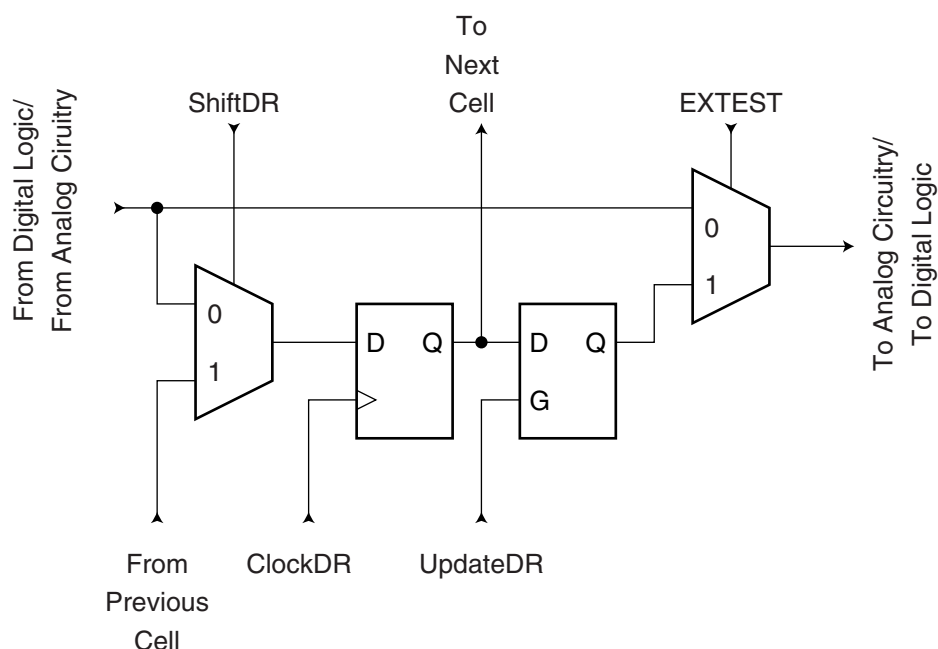 To
Next
Cell
ShiftDR
EXTEST
From Digital Logic/
From Analog Ciruitry
0
1
D Q
D Q
G
0
1
To Analog Circuitry/
To Digital Logic
From
Previous
Cell
ClockDR
UpdateDR